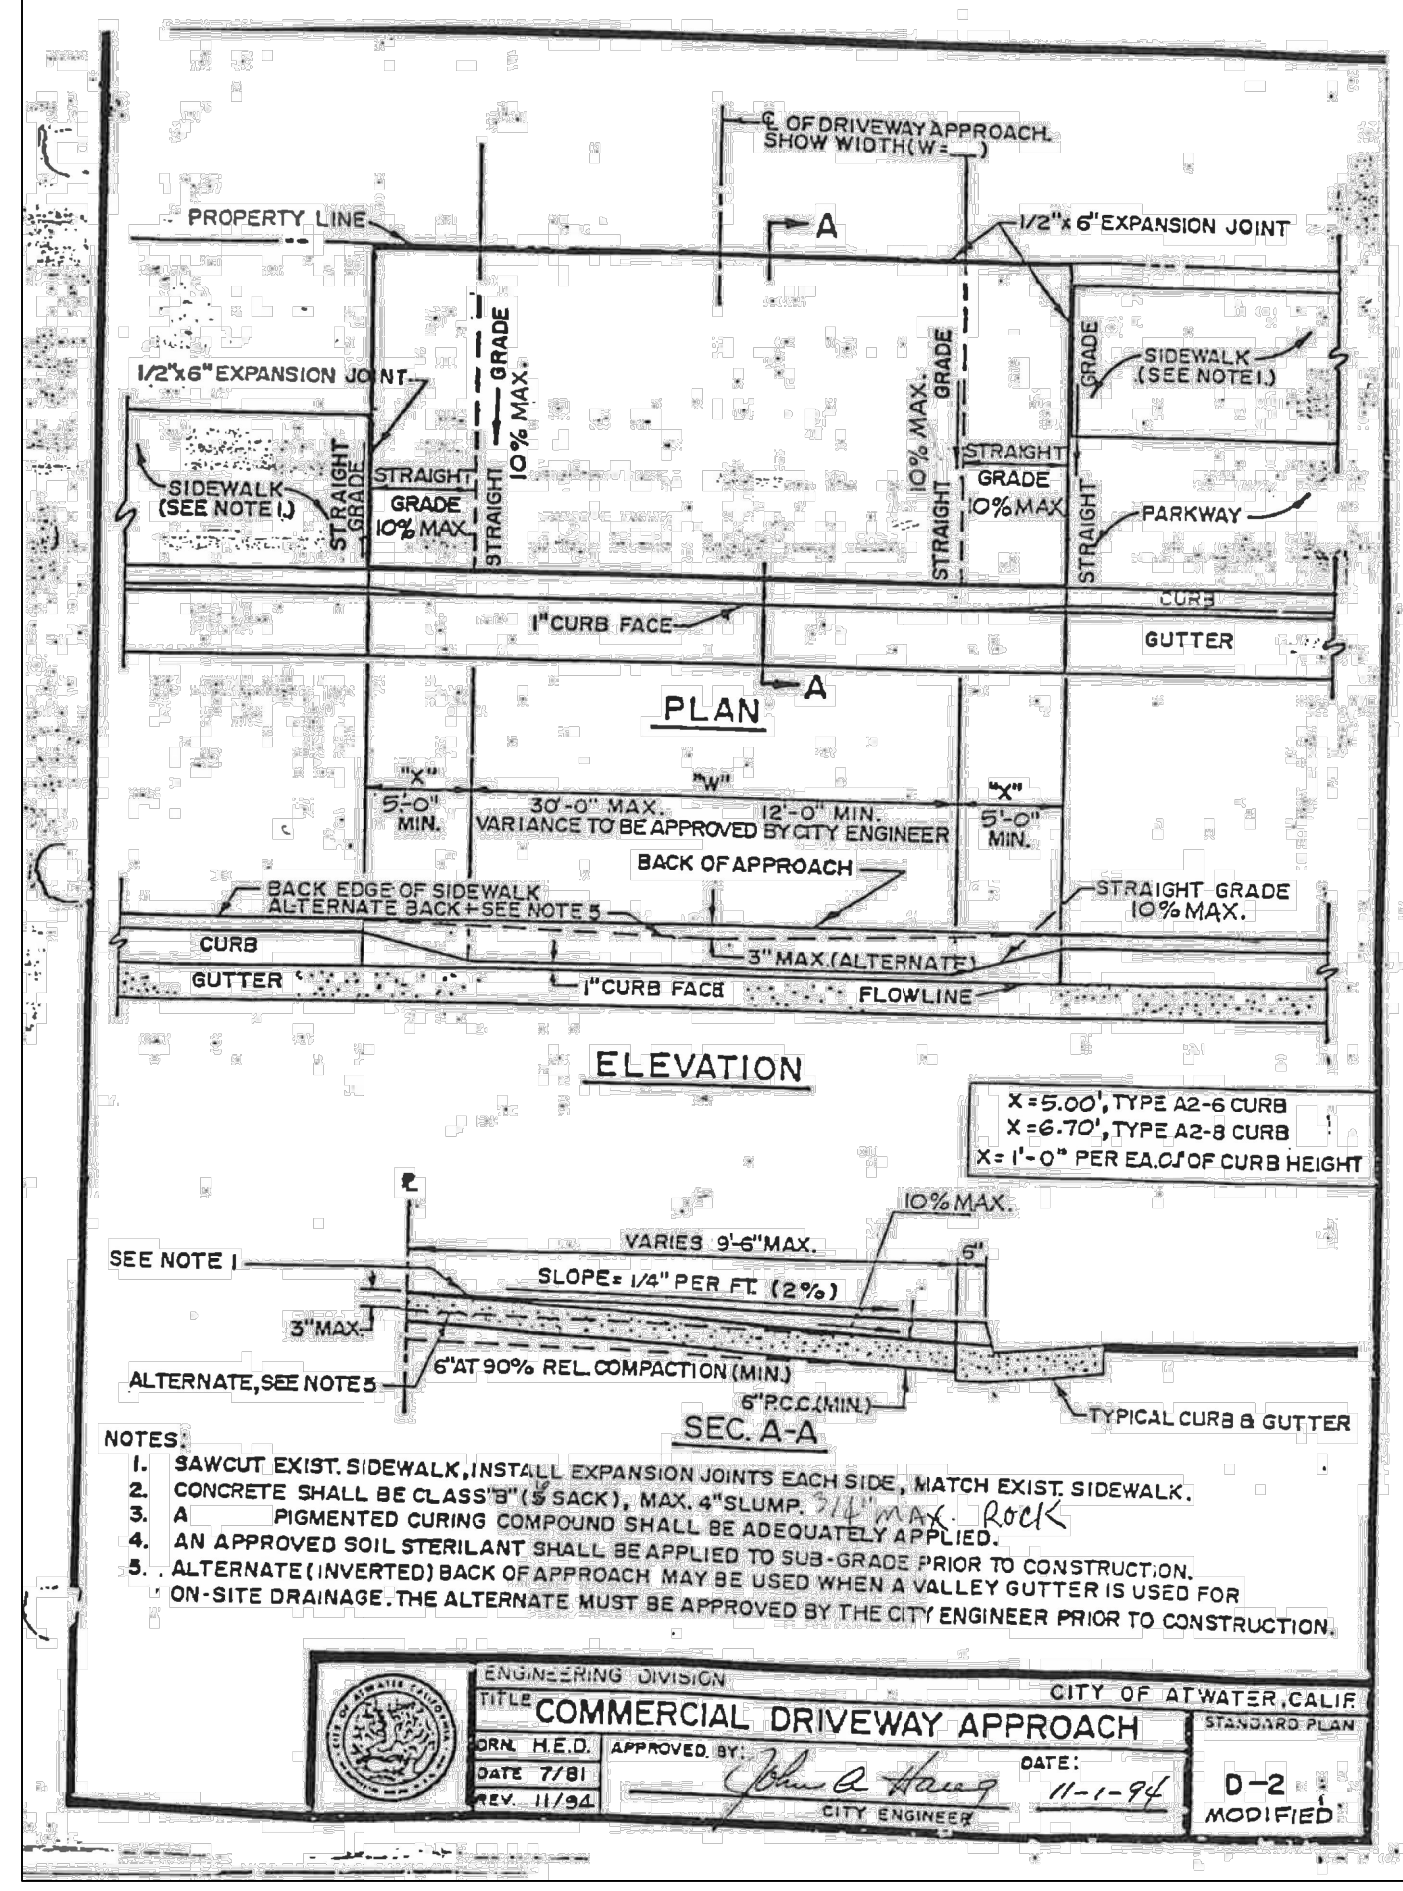 ℄ OF DRIVEWAY APPROACH.
SHOW WIDTH (W=___)
PROPERTY LINE
A
1/2"x 6" EXPANSION JOINT
GRADE
10% MAX.
STRAIGHT
10% MAX.
GRADE
STRAIGHT
GRADE
STRAIGHT
SIDEWALK
(SEE NOTE 1.)
1/2"x6" EXPANSION JOINT
SIDEWALK
(SEE NOTE 1.)
STRAIGHT
GRADE
STRAIGHT
GRADE
10% MAX.
STRAIGHT
GRADE
10% MAX
PARKWAY
CURB
1" CURB FACE
GUTTER
A
PLAN
"X"
5'-0"
MIN.
"W"
30'-0" MAX. 12'-0" MIN.
VARIANCE TO BE APPROVED BY CITY ENGINEER
"X"
5'-0"
MIN.
BACK OF APPROACH
BACK EDGE OF SIDEWALK
ALTERNATE BACK - SEE NOTE 5
STRAIGHT GRADE
10% MAX.
CURB
3" MAX. (ALTERNATE)
GUTTER
1" CURB FACE
FLOWLINE
ELEVATION
X = 5.00', TYPE A2-6 CURB
X = 6.70', TYPE A2-8 CURB
X = 1'-0" PER EA. OF CURB HEIGHT
℄
10% MAX.
VARIES 9'-6" MAX.
6"
SEE NOTE 1
SLOPE = 1/4" PER FT. (2%)
3" MAX.
6" AT 90% REL. COMPACTION (MIN.)
ALTERNATE, SEE NOTE 5
6" P.C.C. (MIN.)
TYPICAL CURB & GUTTER
SEC. A-A
NOTES:
1. SAWCUT EXIST. SIDEWALK, INSTALL EXPANSION JOINTS EACH SIDE, MATCH EXIST. SIDEWALK.
2. CONCRETE SHALL BE CLASS "B" ( SACK), MAX. 4" SLUMP. 3/4" MAX. ROCK
3. A PIGMENTED CURING COMPOUND SHALL BE ADEQUATELY APPLIED.
4. AN APPROVED SOIL STERILANT SHALL BE APPLIED TO SUB-GRADE PRIOR TO CONSTRUCTION.
5. ALTERNATE (INVERTED) BACK OF APPROACH MAY BE USED WHEN A VALLEY GUTTER IS USED FOR
ON-SITE DRAINAGE. THE ALTERNATE MUST BE APPROVED BY THE CITY ENGINEER PRIOR TO CONSTRUCTION.
ENGINEERING DIVISION
CITY OF ATWATER, CALIF.
TITLE
COMMERCIAL DRIVEWAY APPROACH
STANDARD PLAN
DRN. H.E.D.
APPROVED BY:
DATE:
DATE 7/81
11-1-94
D-2
REV. 11/94
CITY ENGINEER
MODIFIED